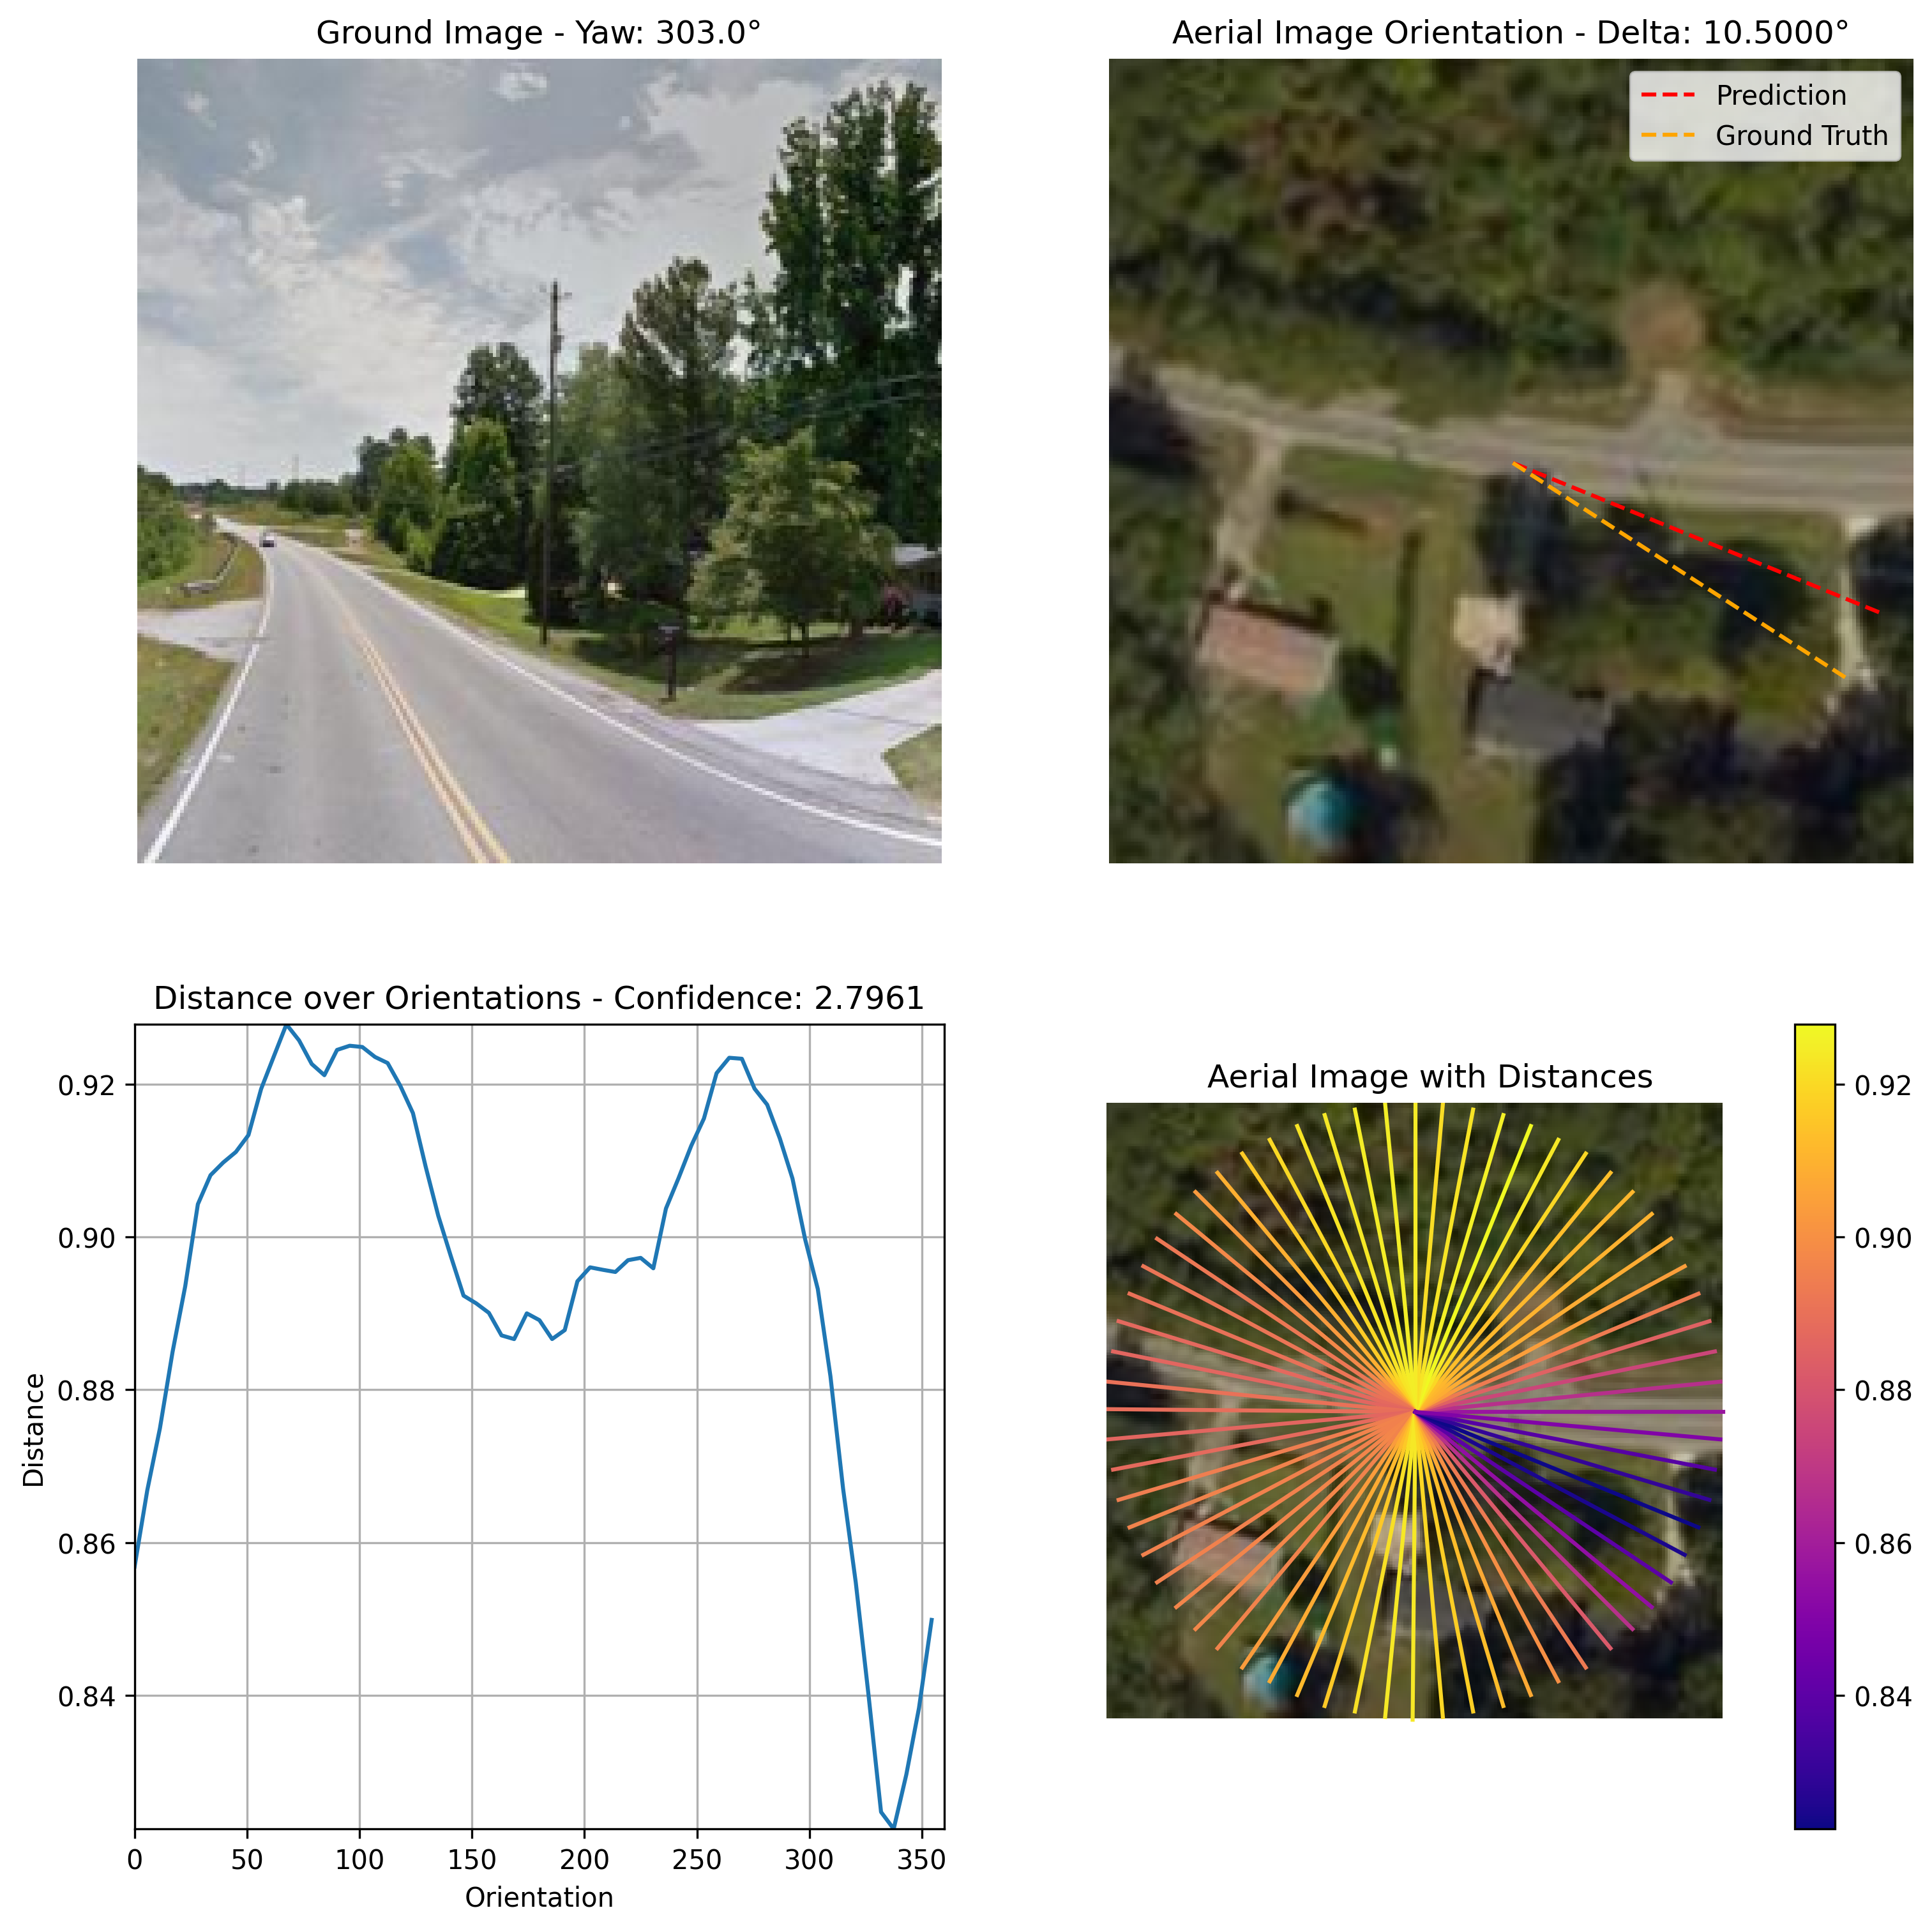 Ground Image - Yaw: 303.0°
Aerial Image Orientation - Delta: 10.5000°
Prediction
Ground Truth
Distance over Orientations - Confidence: 2.7961
0.92
0.90
0.88
0.86
0.84
Distance
0 50 100 150 200 250 300 350
Orientation
Aerial Image with Distances
0.92
0.90
0.88
0.86
0.84